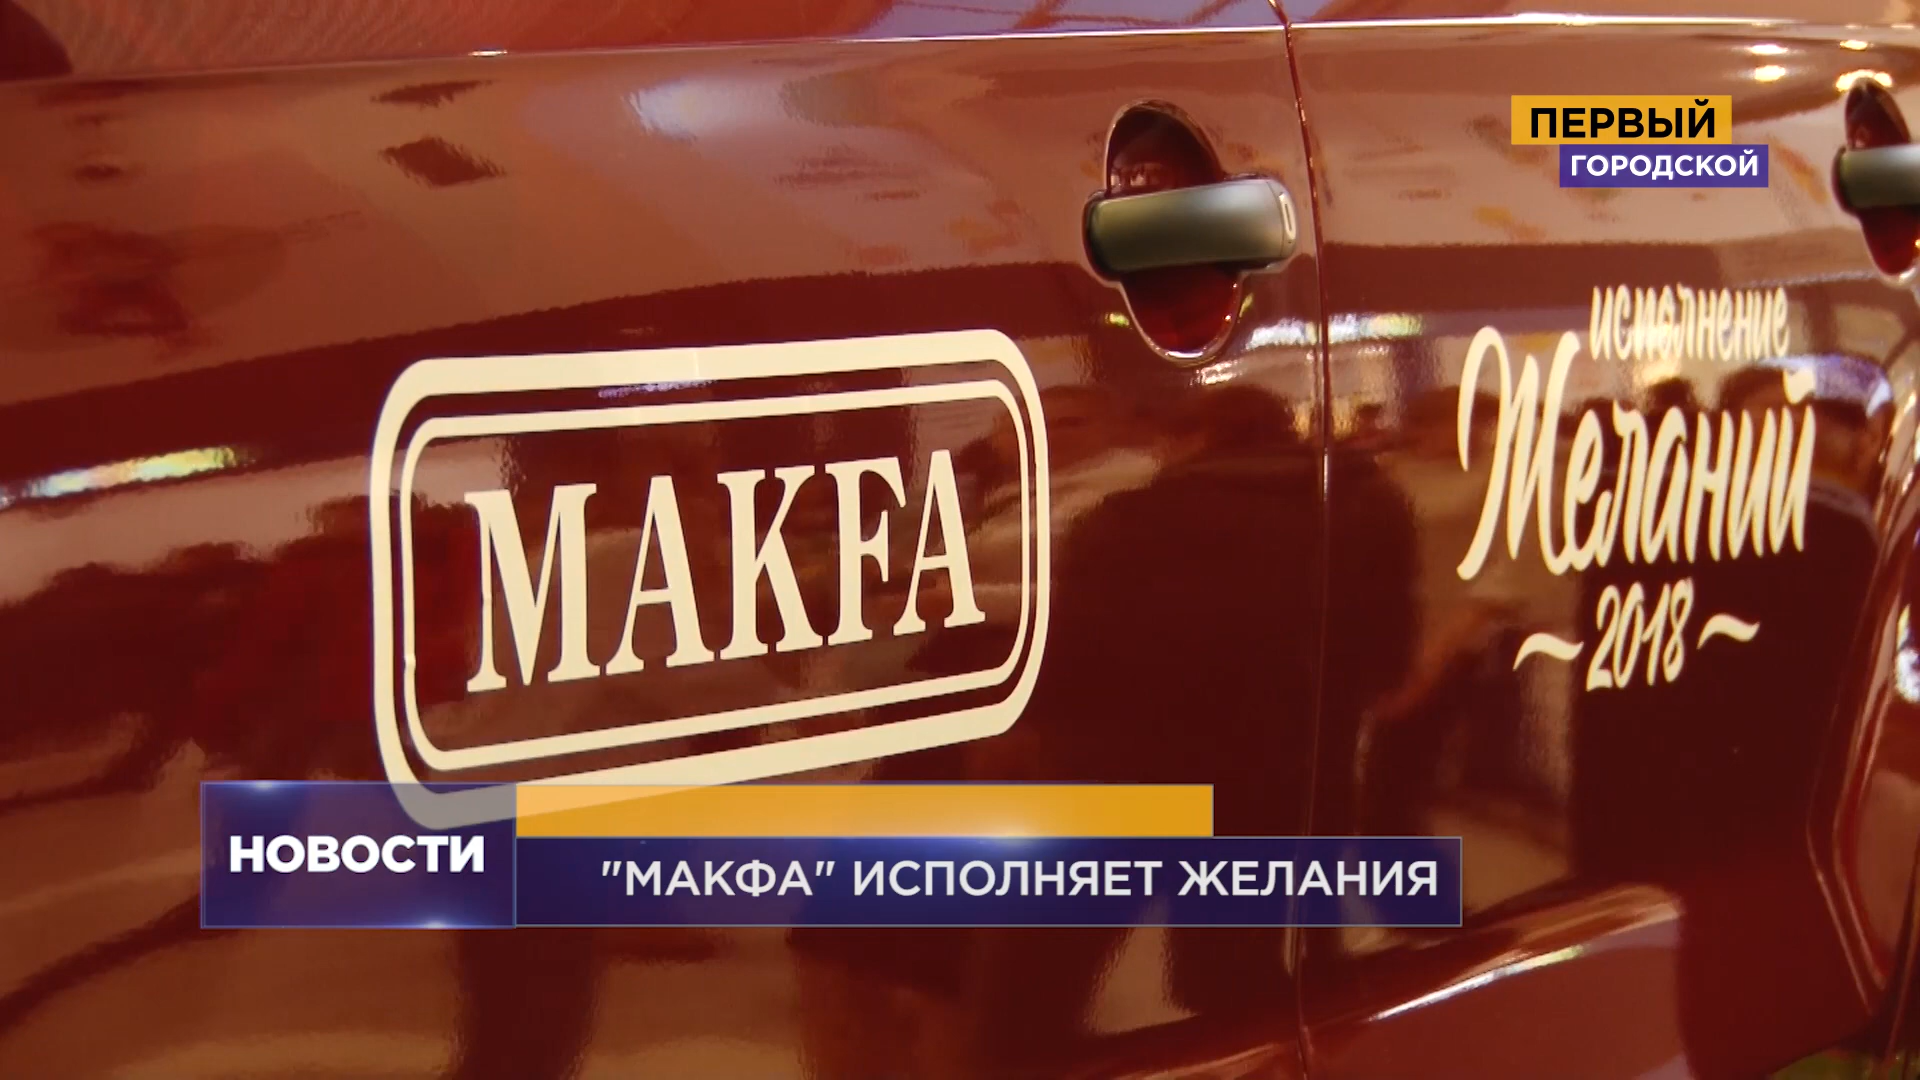 ПЕРВЫЙ
ГОРОДСКОЙ
исполнение
Желаний
~2018~
MAKFA
НОВОСТИ
"МАКФА" ИСПОЛНЯЕТ ЖЕЛАНИЯ